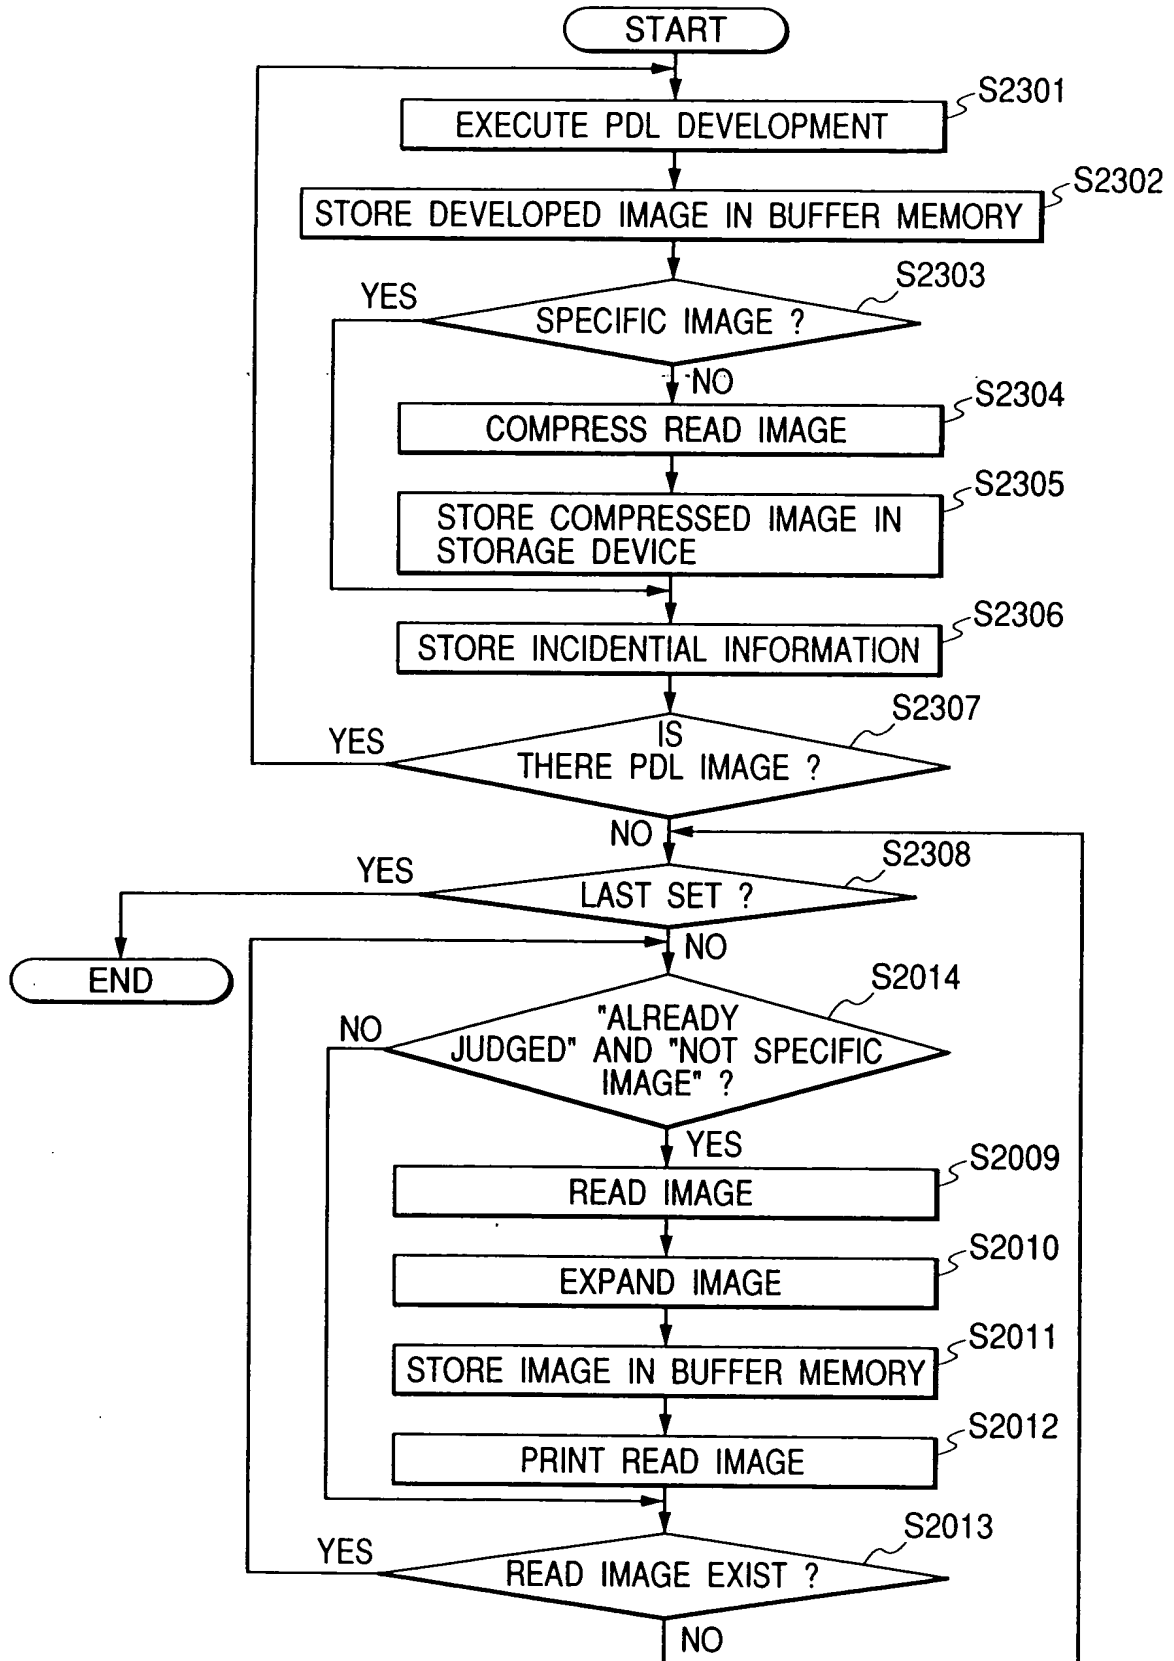 START
S2301
EXECUTE PDL DEVELOPMENT
S2302
STORE DEVELOPED IMAGE IN BUFFER MEMORY
S2303
YES
SPECIFIC IMAGE ?
NO
S2304
COMPRESS READ IMAGE
S2305
STORE COMPRESSED IMAGE IN
STORAGE DEVICE
S2306
STORE INCIDENTIAL INFORMATION
S2307
YES
IS
THERE PDL IMAGE ?
NO
S2308
YES
LAST SET ?
NO
END
S2014
NO
"ALREADY
JUDGED" AND "NOT SPECIFIC
IMAGE" ?
YES
S2009
READ IMAGE
S2010
EXPAND IMAGE
S2011
STORE IMAGE IN BUFFER MEMORY
S2012
PRINT READ IMAGE
S2013
YES
READ IMAGE EXIST ?
NO